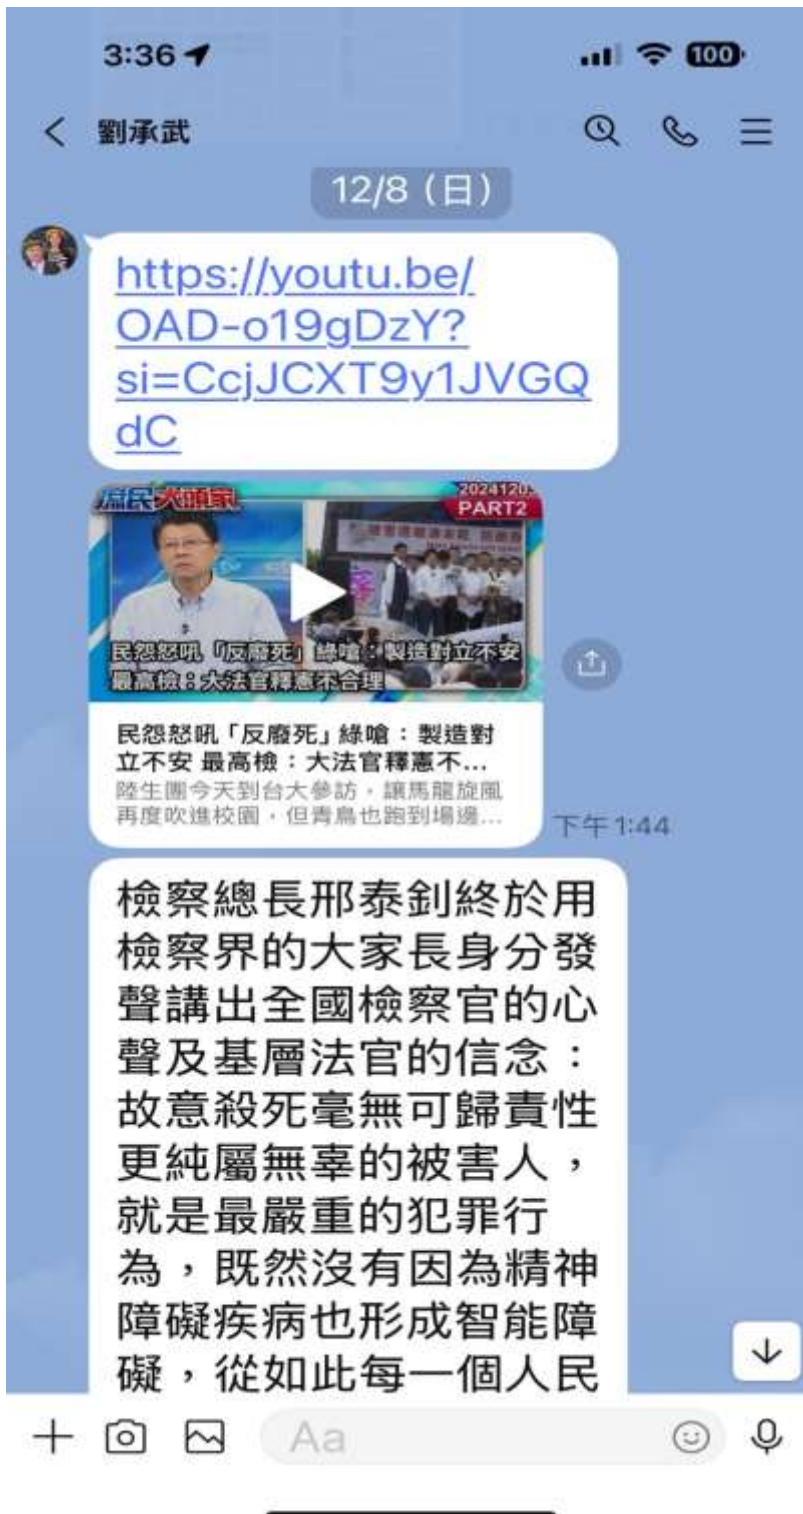 3:36
100
劉承武
12/8（日）
https://youtu.be/
OAD-o19gDzY?
si=CcjJCXT9y1JVGQ
dC
庶民大頭家
PART2
民怨怒吼「反廢死」綠嗆：製造對立不安
最高檢：大法官釋憲不合理
民怨怒吼「反廢死」綠嗆：製造對
立不安 最高檢：大法官釋憲不...
陸生團今天到台大參訪，讓馬龍旋風
再度吹進校園，但青鳥也跑到場邊...
下午 1:44
檢察總長邢泰釗終於用
檢察界的大家長身分發
聲講出全國檢察官的心
聲及基層法官的信念：
故意殺死毫無可歸責性
更純屬無辜的被害人，
就是最嚴重的犯罪行
為，既然沒有因為精神
障礙疾病也形成智能障
礙，從如此每一個人民
Aa